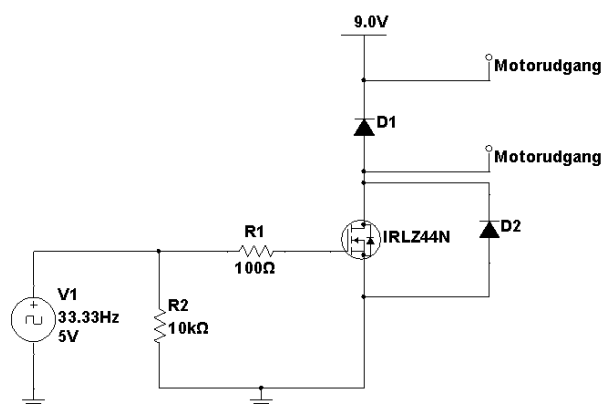 9.0V
Motorudgang
D1
Motorudgang
R1
100Ω
IRLZ44N
D2
V1
33.33Hz
5V
R2
10kΩ